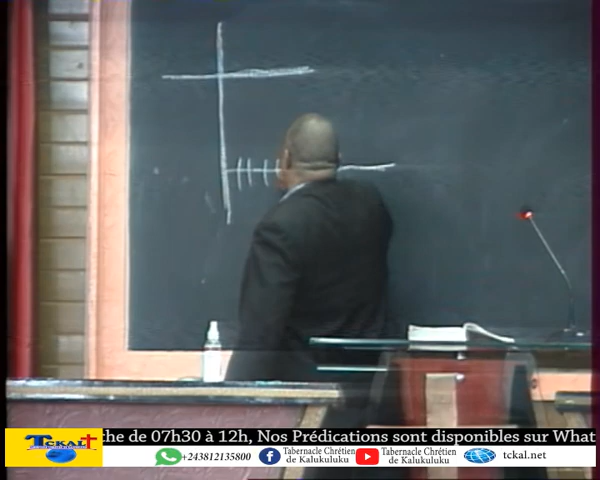 TCKAL
che de 07h30 à 12h, Nos Prédications sont disponibles sur What
+243812135800
Tabernacle Chrétien
de Kalukuluku
Tabernacle Chrétien
de Kalukuluku
tckal.net